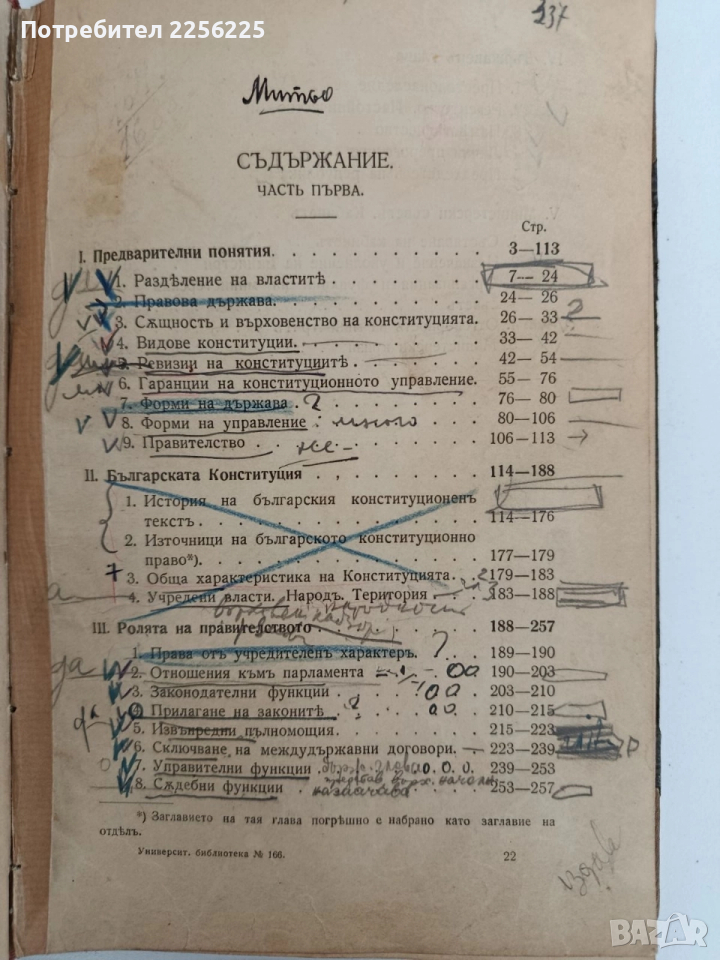 Потребител 2256225
237
Митьо
СЪДЪРЖАНИЕ.
ЧАСТЬ ПЪРВА.
Стр.
I. Предварителни понятия. . . . . . . . . . 3—113
1. Раздѣление на властитѣ . . . . . . . 7— 24
2. Правова държава. . . . . . . . . . 24— 26
3. Сѫщность и върховенство на конституцията. 26— 33 ?
4. Видове конституции. . . . . . . . . 33— 42
5. Ревизии на конституциитѣ . . . . . . 42— 54
6. Гаранции на конституционното управление. 55— 76
7. Форми на държава . ? . . . . . . . 76— 80
8. Форми на управление : много . . . . 80—106
9. Правителство . . . . . . . . . . 106—113
II. Българската Конституция . , . . . . . . . 114—188
1. История на българския конституционенъ
текстъ . . . . . . . . . . . . . 114—176
2. Източници на българското конституционно
право*). . . . . . . . . . . . . 177—179
3. Обща характеристика на Конституцията. . 179—183
4. Учредени власти. Народъ. Територия . . 183—188
III. Ролята на правителството . . . . . . . . 188—257
1. Права отъ учредителенъ характеръ. ? . . 189—190
да
2. Отношения къмъ парламента . . . . . 190—203
3. Законодателни функции . . . . . . . 203—210
4. Прилагане на законитѣ . ? . . . . . 210—215
5. Извънредни пълномощия. . . . . . . 215—223
6. Сключване на международни договори. . 223—239
7. Управителни функции . . . . . . . 239—253
8. Сѫдебни функции . . . . . . . . 253—257
*) Заглавието на тая глава погрѣшно е набрано като заглавие на
отдѣлъ.
Университ. библиотека № 166.
22
BAZAR